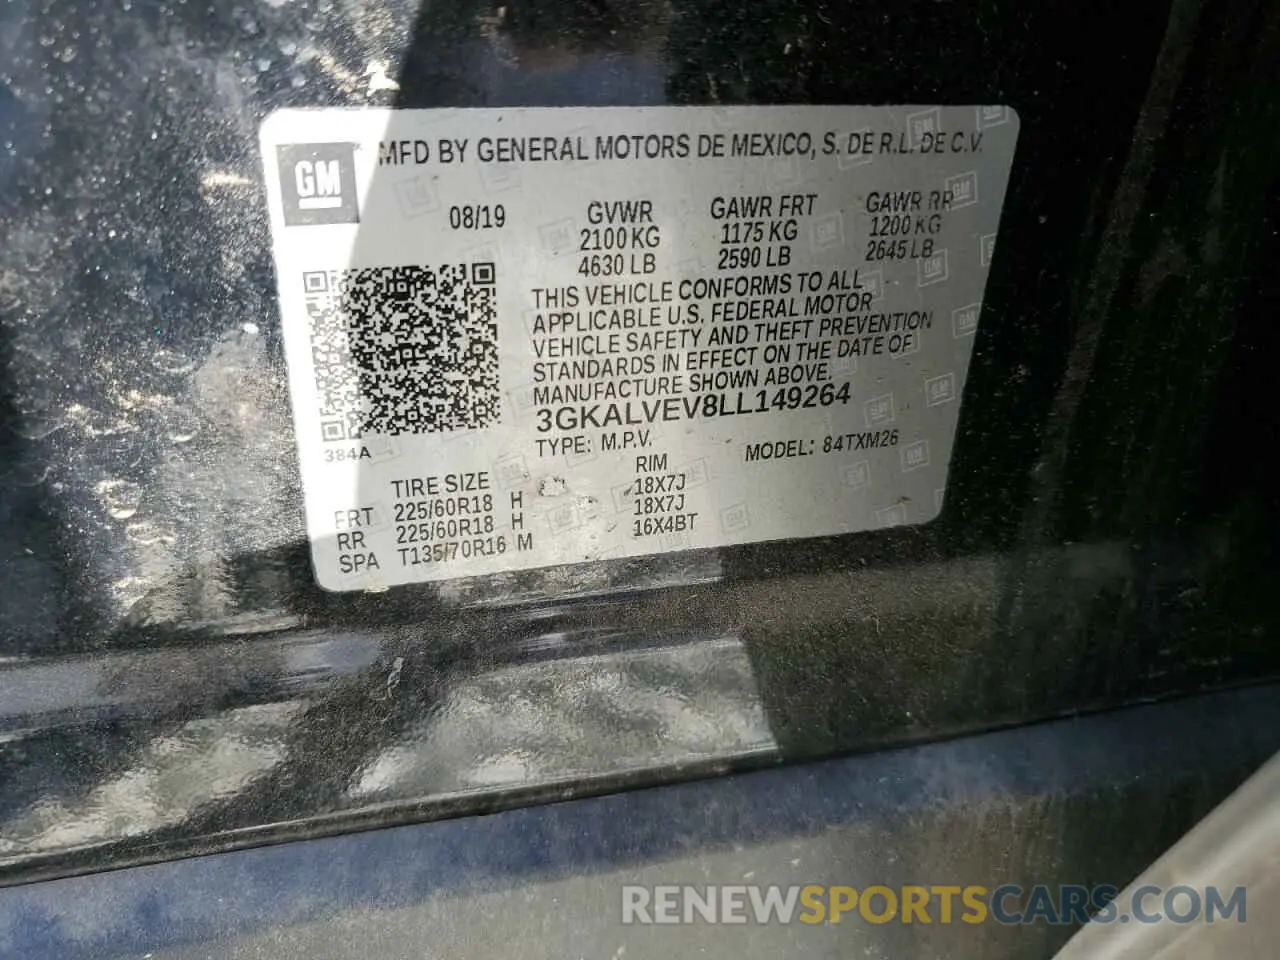 GM
MFD BY GENERAL MOTORS DE MEXICO, S. DE R.L. DE C.V.
08/19
GVWR GAWR FRT GAWR RR
2100 KG 1175 KG 1200 KG
4630 LB 2590 LB 2645 LB
THIS VEHICLE CONFORMS TO ALL
APPLICABLE U.S. FEDERAL MOTOR
VEHICLE SAFETY AND THEFT PREVENTION
STANDARDS IN EFFECT ON THE DATE OF
MANUFACTURE SHOWN ABOVE.
3GKALVEV8LL149264
384A
TYPE: M.P.V. MODEL: 84TXM26
TIRE SIZE RIM
FRT 225/60R18 H 18X7J
RR 225/60R18 H 18X7J
SPA T135/70R16 M 16X4BT
RENEWSPORTSCARS.COM